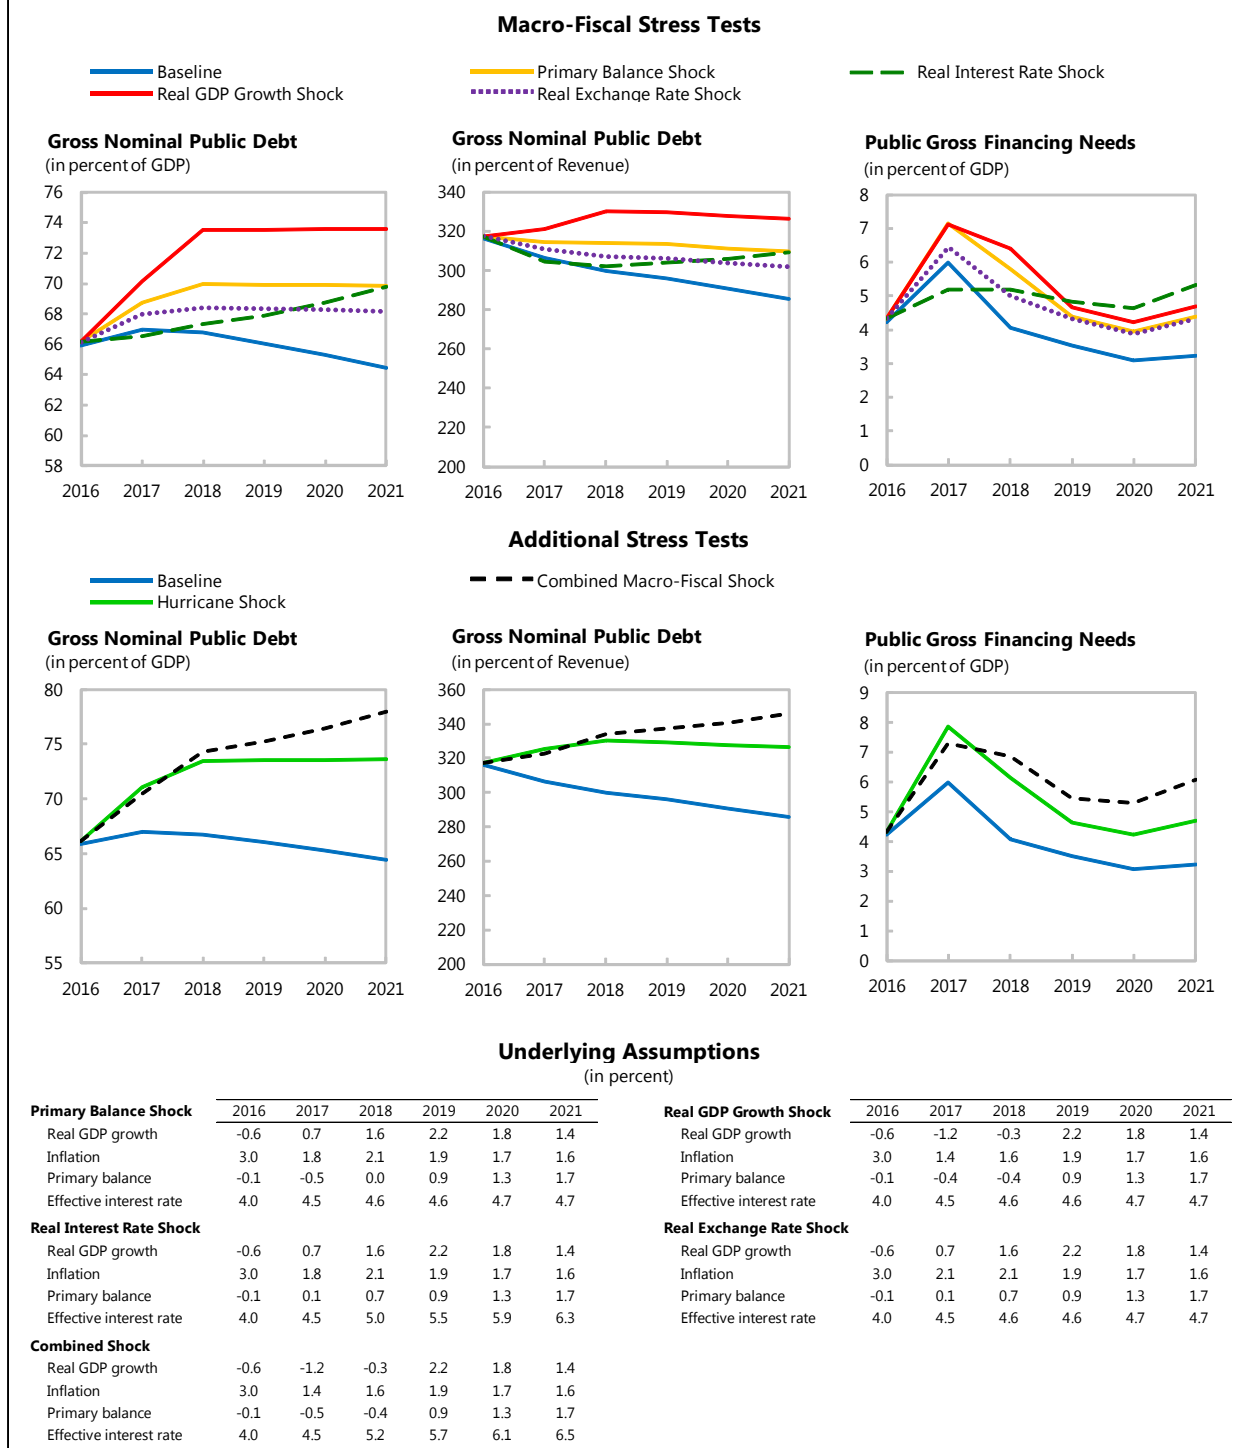 Macro-Fiscal Stress Tests
Baseline
Primary Balance Shock
Real Interest Rate Shock
Real GDP Growth Shock
Real Exchange Rate Shock
Gross Nominal Public Debt
(in percent of GDP)
76
74
72
70
68
66
64
62
60
58
2016 2017 2018 2019 2020 2021
Gross Nominal Public Debt
(in percent of Revenue)
340
320
300
280
260
240
220
200
2016 2017 2018 2019 2020 2021
Public Gross Financing Needs
(in percent of GDP)
8
7
6
5
4
3
2
1
0
2016 2017 2018 2019 2020 2021
Additional Stress Tests
Baseline
Combined Macro-Fiscal Shock
Hurricane Shock
Gross Nominal Public Debt
(in percent of GDP)
80
75
70
65
60
55
2016 2017 2018 2019 2020 2021
Gross Nominal Public Debt
(in percent of Revenue)
360
340
320
300
280
260
240
220
200
2016 2017 2018 2019 2020 2021
Public Gross Financing Needs
(in percent of GDP)
9
8
7
6
5
4
3
2
1
0
2016 2017 2018 2019 2020 2021
Underlying Assumptions
(in percent)
Primary Balance Shock 2016 2017 2018 2019 2020 2021
Real GDP growth -0.6 0.7 1.6 2.2 1.8 1.4
Inflation 3.0 1.8 2.1 1.9 1.7 1.6
Primary balance -0.1 -0.5 0.0 0.9 1.3 1.7
Effective interest rate 4.0 4.5 4.6 4.6 4.7 4.7
Real Interest Rate Shock
Real GDP growth -0.6 0.7 1.6 2.2 1.8 1.4
Inflation 3.0 1.8 2.1 1.9 1.7 1.6
Primary balance -0.1 0.1 0.7 0.9 1.3 1.7
Effective interest rate 4.0 4.5 5.0 5.5 5.9 6.3
Combined Shock
Real GDP growth -0.6 -1.2 -0.3 2.2 1.8 1.4
Inflation 3.0 1.4 1.6 1.9 1.7 1.6
Primary balance -0.1 -0.5 -0.4 0.9 1.3 1.7
Effective interest rate 4.0 4.5 5.2 5.7 6.1 6.5
Real GDP Growth Shock 2016 2017 2018 2019 2020 2021
Real GDP growth -0.6 -1.2 -0.3 2.2 1.8 1.4
Inflation 3.0 1.4 1.6 1.9 1.7 1.6
Primary balance -0.1 -0.4 -0.4 0.9 1.3 1.7
Effective interest rate 4.0 4.5 4.6 4.6 4.7 4.7
Real Exchange Rate Shock
Real GDP growth -0.6 0.7 1.6 2.2 1.8 1.4
Inflation 3.0 2.1 2.1 1.9 1.7 1.6
Primary balance -0.1 0.1 0.7 0.9 1.3 1.7
Effective interest rate 4.0 4.5 4.6 4.6 4.7 4.7